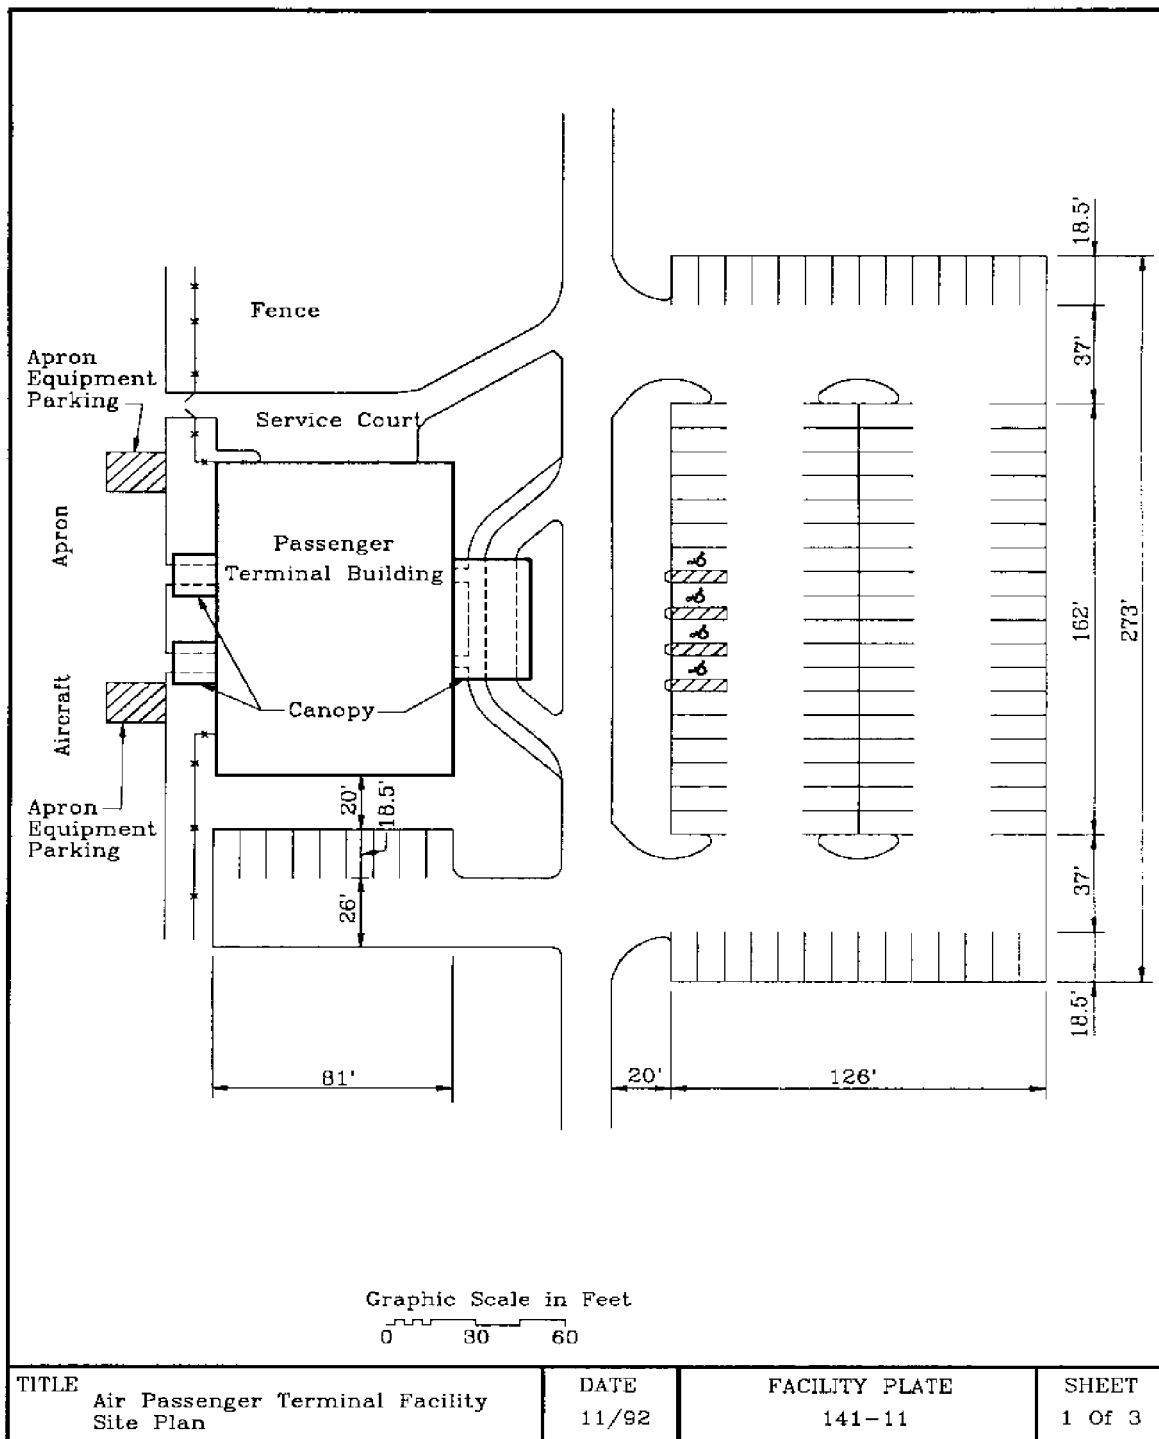 18.5'
Fence
37'
Apron
Equipment
Parking
Service Court
Apron
Passenger
Terminal Building
162'
273'
Aircraft
Canopy
Apron
Equipment
Parking
20'
18.5'
26'
37'
18.5'
81'
20'
126'
Graphic Scale in Feet
0 30 60
TITLE
Air Passenger Terminal Facility
Site Plan
DATE
11/92
FACILITY PLATE
141-11
SHEET
1 Of 3